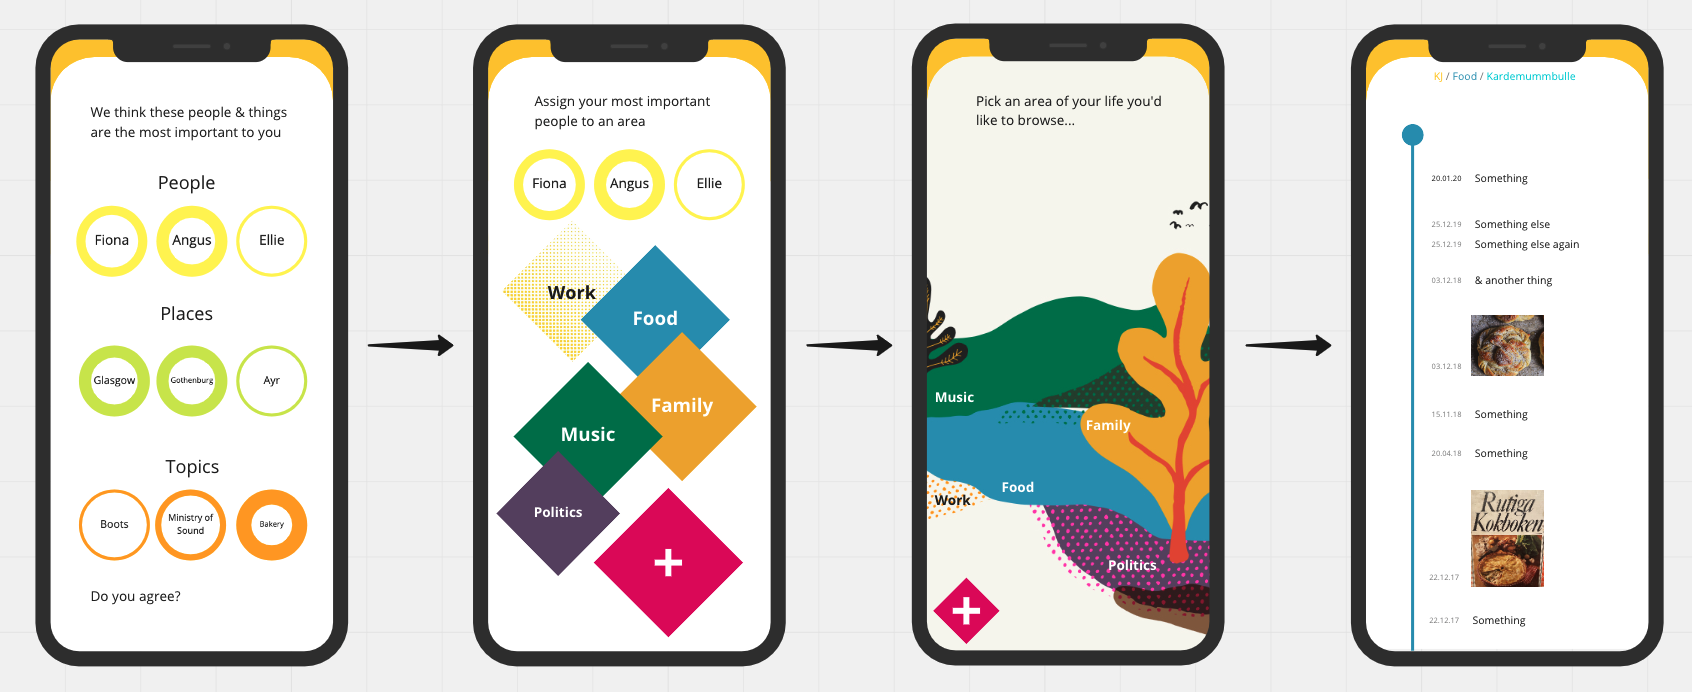 We think these people & things
are the most important to you
People
Fiona
Angus
Ellie
Places
Glasgow
Gothenburg
Ayr
Topics
Boots
Ministry of
Sound
Bakery
Do you agree?
Assign your most important
people to an area
Fiona
Angus
Ellie
Work
Food
Family
Music
Politics
+
Pick an area of your life you'd
like to browse...
Music
Family
Food
Work
Politics
+
KJ / Food / Kardemummbulle
20.01.20 Something
25.12.19 Something else
25.12.19 Something else again
03.12.18 & another thing
03.12.18
15.11.18 Something
20.04.18 Something
Rutiga
Kokboken
22.12.17
22.12.17 Something